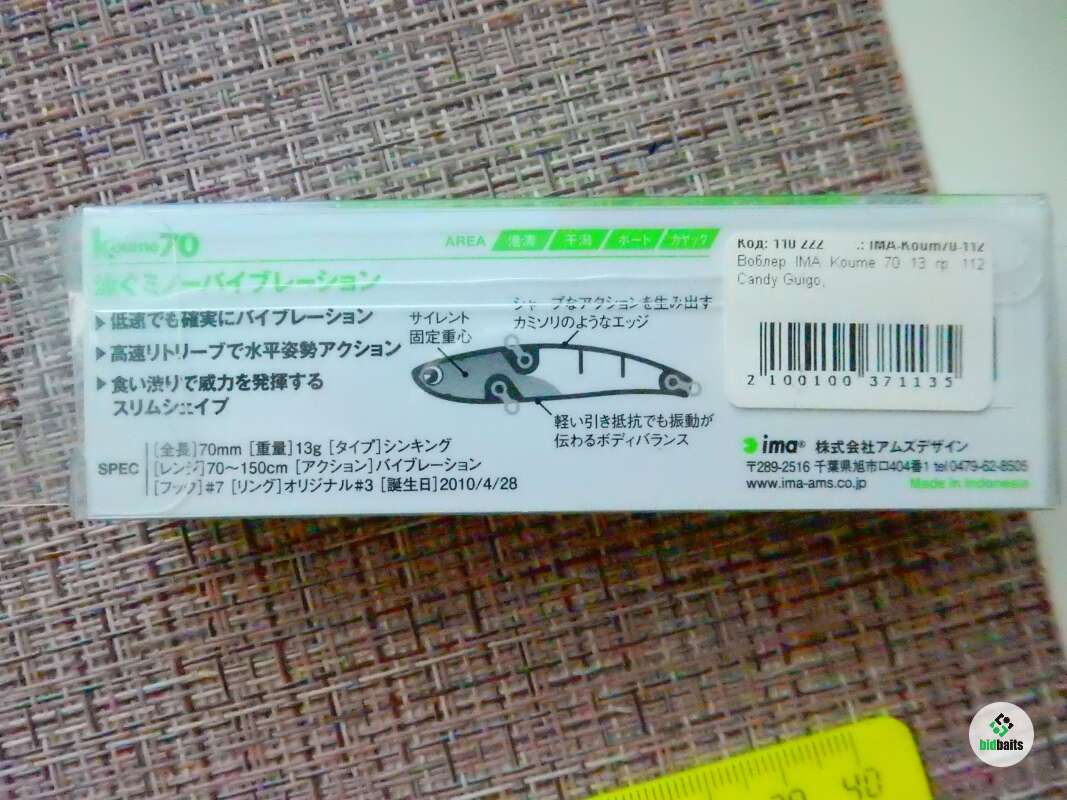 Koume70
AREA 港湾 / 干潟 / ボート / カヤック
泳ぐミノーバイブレーション
▶低速でも確実にバイブレーション
▶高速リトリーブで水平姿勢アクション
▶食い渋りで威力を発揮する
スリムシェイプ
サイレント
固定重心
シャープなアクションを生み出す
カミソリのようなエッジ
軽い引き抵抗でも振動が
伝わるボディバランス
SPEC
[全長]70mm [重量]13g [タイプ]シンキング
[レンジ]70〜150cm [アクション]バイブレーション
[フック]#7 [リング]オリジナル#3 [誕生日]2010/4/28
Код: 110 222 .: IMA-Koum70-112
Воблер IMA Koume 70 13 гр 112
Candy Guigo,
2 100100 371135
ima® 株式会社アムズデザイン
〒289-2516 千葉県旭市ロ404番1 tel 0479-62-8505
www.ima-ams.co.jp
Made in Indonesia
40
bidbaits